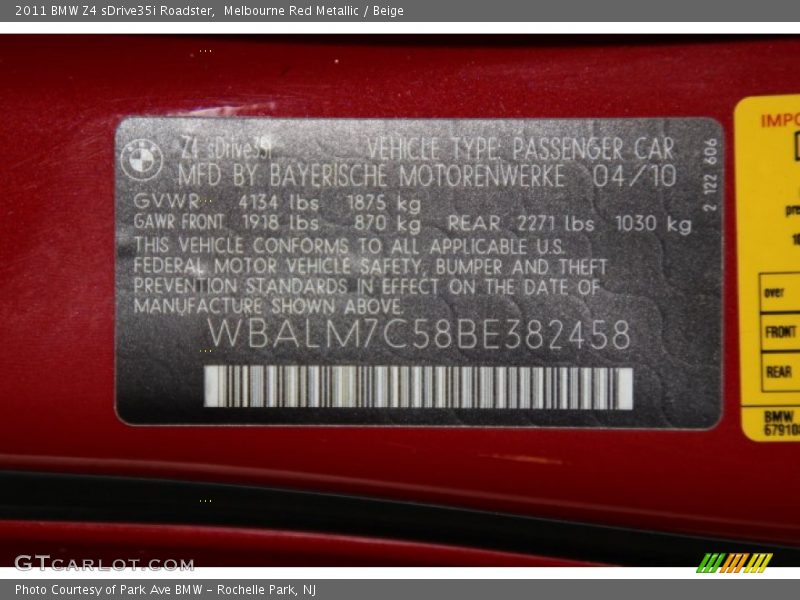 2011 BMW Z4 sDrive35i Roadster,  Melbourne Red Metallic / Beige
Z4 sDrive35i VEHICLE TYPE: PASSENGER CAR
MFD BY BAYERISCHE MOTORENWERKE 04/10
GVWR 4134 lbs 1875 kg
GAWR FRONT 1918 lbs 870 kg REAR 2271 lbs 1030 kg
THIS VEHICLE CONFORMS TO ALL APPLICABLE U.S.
FEDERAL MOTOR VEHICLE SAFETY, BUMPER AND THEFT
PREVENTION STANDARDS IN EFFECT ON THE DATE OF
MANUFACTURE SHOWN ABOVE.
WBALM7C58BE382458
2 122 606
over
FRONT
REAR
BMW
GTCARLOT.COM
Photo Courtesy of Park Ave BMW - Rochelle Park, NJ